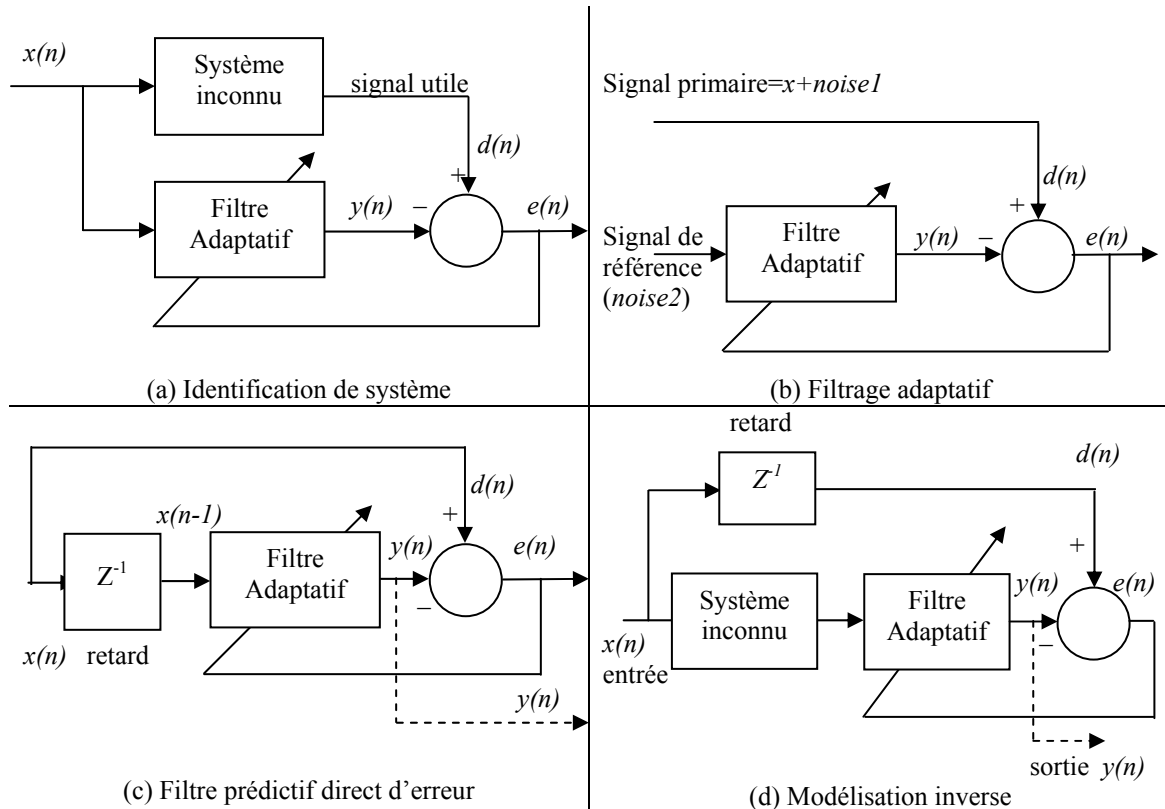 x(n)
Système
inconnu
signal utile
d(n)
+
Filtre
Adaptatif
y(n)
−
e(n)
(a) Identification de système
Signal primaire=x+noise1
d(n)
+
Signal de
référence
(noise2)
Filtre
Adaptatif
y(n)
−
e(n)
(b) Filtrage adaptatif
d(n)
x(n-1)
+
Z⁻¹
Filtre
Adaptatif
y(n)
−
e(n)
x(n)
retard
y(n)
(c) Filtre prédictif direct d’erreur
retard
Z⁻¹
d(n)
+
Système
inconnu
Filtre
Adaptatif
y(n)
−
e(n)
x(n)
entrée
sortie y(n)
(d) Modélisation inverse